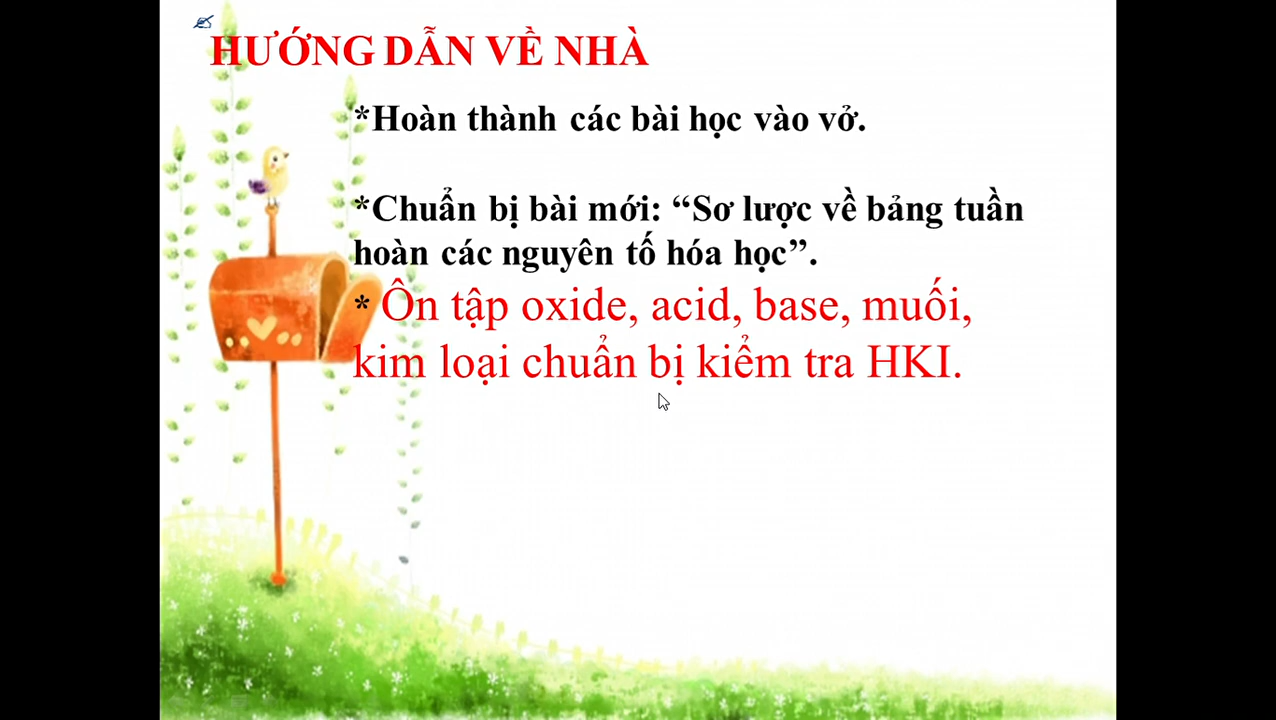 HƯỚNG DẪN VỀ NHÀ
*Hoàn thành các bài học vào vở.
*Chuẩn bị bài mới: “Sơ lược về bảng tuần
hoàn các nguyên tố hóa học”.
* Ôn tập oxide, acid, base, muối,
kim loại chuẩn bị kiểm tra HKI.